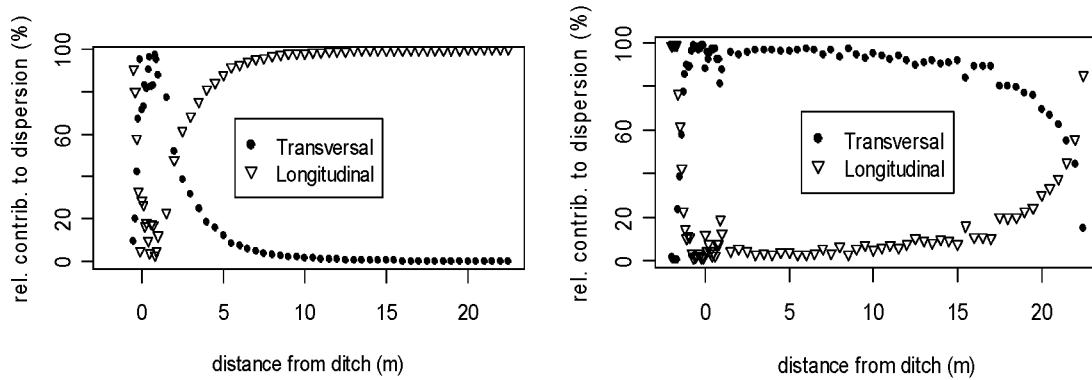 rel. contrib. to dispersion (%)
100
60
20
0
Transversal
Longitudinal
0 5 10 15 20
distance from ditch (m)
rel. contrib. to dispersion (%)
100
60
20
0
Transversal
Longitudinal
0 5 10 15 20
distance from ditch (m)